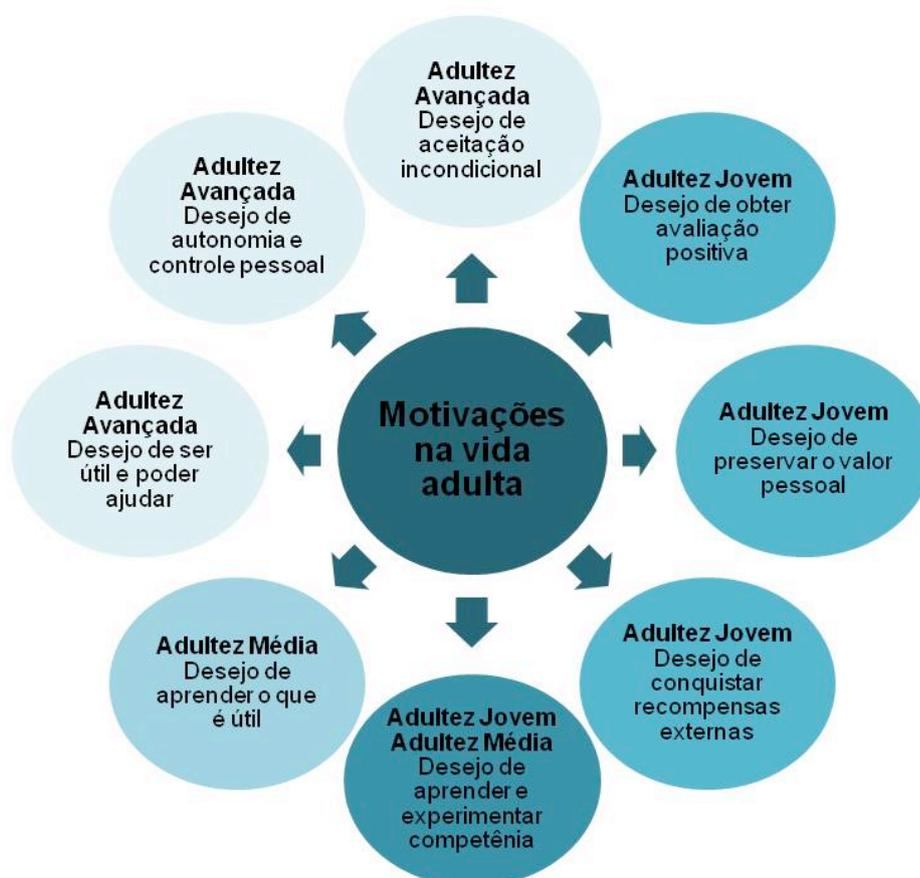 Adultez
Avançada
Desejo de
aceitação
incondicional
Adultez Jovem
Desejo de obter
avaliação
positiva
Adultez Jovem
Desejo de
preservar o valor
pessoal
Adultez Jovem
Desejo de
conquistar
recompensas
externas
Adultez Jovem
Adultez Média
Desejo de
aprender e
experimentar
competênia
Adultez Média
Desejo de
aprender o que
é útil
Adultez
Avançada
Desejo de ser
útil e poder
ajudar
Adultez
Avançada
Desejo de
autonomia e
controle pessoal
Motivações
na vida
adulta